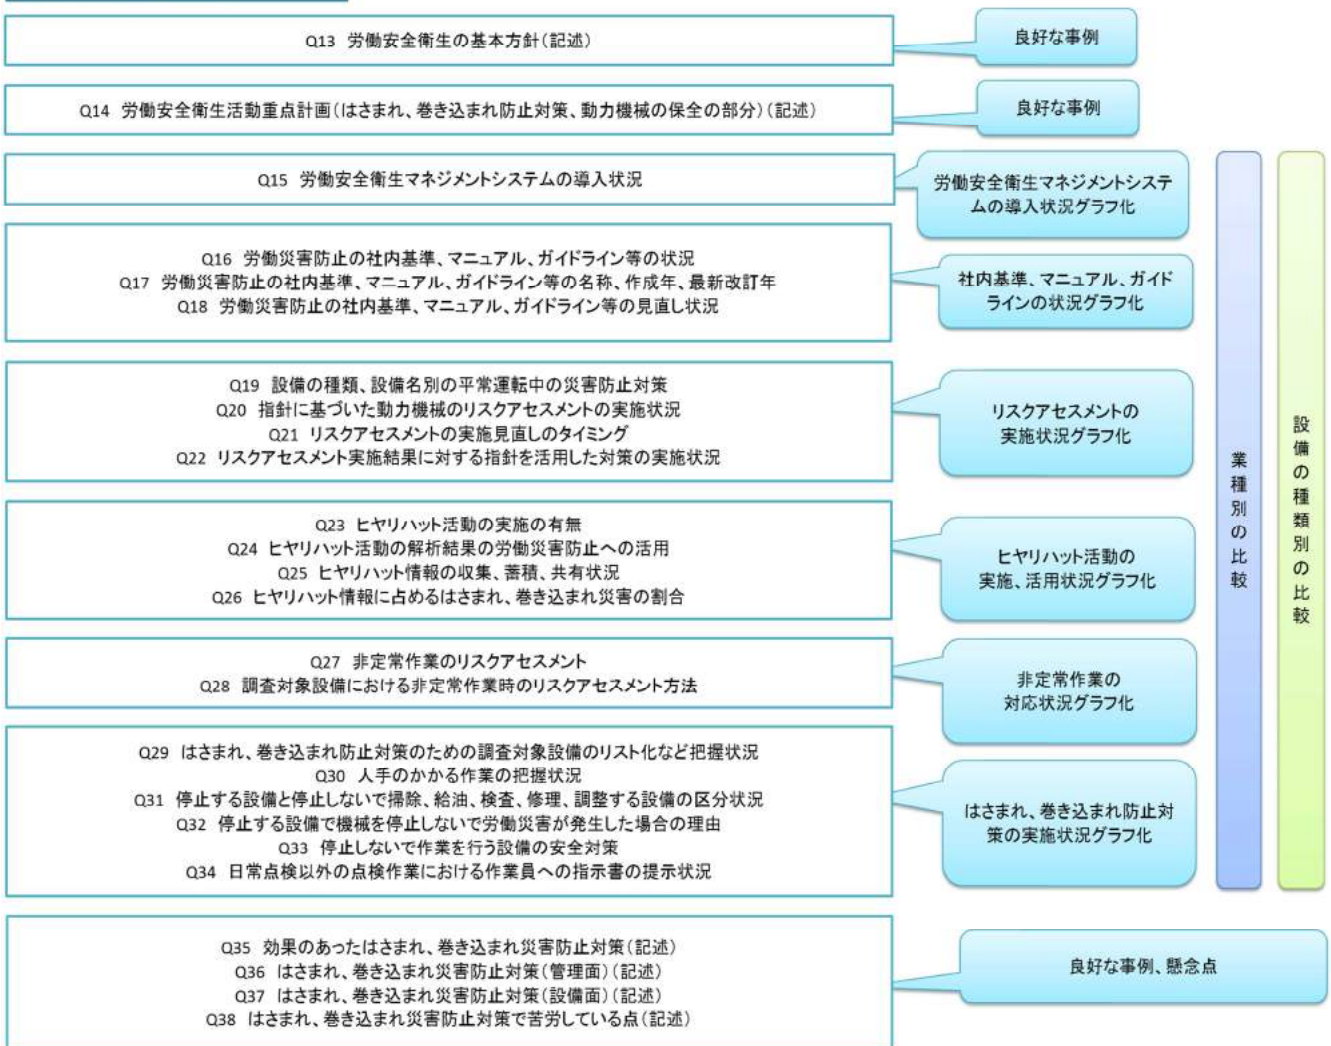 Q13 労働安全衛生の基本方針(記述)
良好な事例
Q14 労働安全衛生活動重点計画(はさまれ、巻き込まれ防止対策、動力機械の保全の部分)(記述)
良好な事例
Q15 労働安全衛生マネジメントシステムの導入状況
労働安全衛生マネジメントシステ
ムの導入状況グラフ化
Q16 労働災害防止の社内基準、マニュアル、ガイドライン等の状況
Q17 労働災害防止の社内基準、マニュアル、ガイドライン等の名称、作成年、最新改訂年
Q18 労働災害防止の社内基準、マニュアル、ガイドライン等の見直し状況
社内基準、マニュアル、ガイド
ラインの状況グラフ化
Q19 設備の種類、設備名別の平常運転中の災害防止対策
Q20 指針に基づいた動力機械のリスクアセスメントの実施状況
Q21 リスクアセスメントの実施見直しのタイミング
Q22 リスクアセスメント実施結果に対する指針を活用した対策の実施状況
リスクアセスメントの
実施状況グラフ化
Q23 ヒヤリハット活動の実施の有無
Q24 ヒヤリハット活動の解析結果の労働災害防止への活用
Q25 ヒヤリハット情報の収集、蓄積、共有状況
Q26 ヒヤリハット情報に占めるはさまれ、巻き込まれ災害の割合
ヒヤリハット活動の
実施、活用状況グラフ化
Q27 非定常作業のリスクアセスメント
Q28 調査対象設備における非定常作業時のリスクアセスメント方法
非定常作業の
対応状況グラフ化
Q29 はさまれ、巻き込まれ防止対策のための調査対象設備のリスト化など把握状況
Q30 人手のかかる作業の把握状況
Q31 停止する設備と停止しないで掃除、給油、検査、修理、調整する設備の区分状況
Q32 停止する設備で機械を停止しないで労働災害が発生した場合の理由
Q33 停止しないで作業を行う設備の安全対策
Q34 日常点検以外の点検作業における作業員への指示書の提示状況
はさまれ、巻き込まれ防止対
策の実施状況グラフ化
業種別の比較
設備の種類別の比較
Q35 効果のあったはさまれ、巻き込まれ災害防止対策(記述)
Q36 はさまれ、巻き込まれ災害防止対策(管理面)(記述)
Q37 はさまれ、巻き込まれ災害防止対策(設備面)(記述)
Q38 はさまれ、巻き込まれ災害防止対策で苦労している点(記述)
良好な事例、懸念点